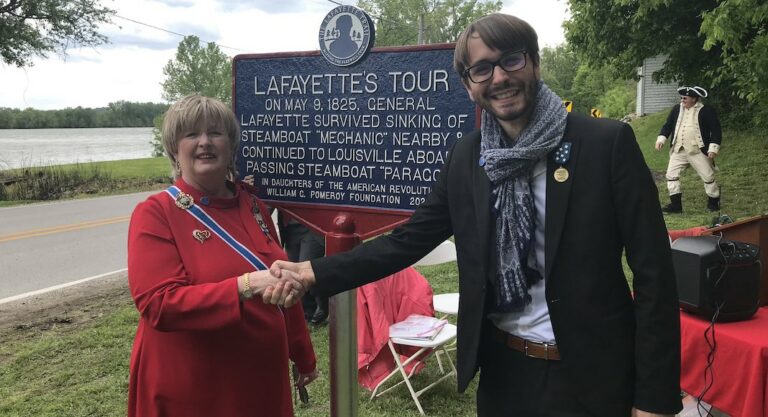 LAFAYETTE'S TOUR
ON MAY 9, 1825, GENERAL
LAFAYETTE SURVIVED SINKING OF
STEAMBOAT "MECHANIC" NEARBY &
CONTINUED TO LOUISVILLE ABOA
PASSING STEAMBOAT "PARAGO
IN DAUGHTERS OF THE AMERICAN REVOLUTI
WILLIAM G. POMEROY FOUNDATION 202